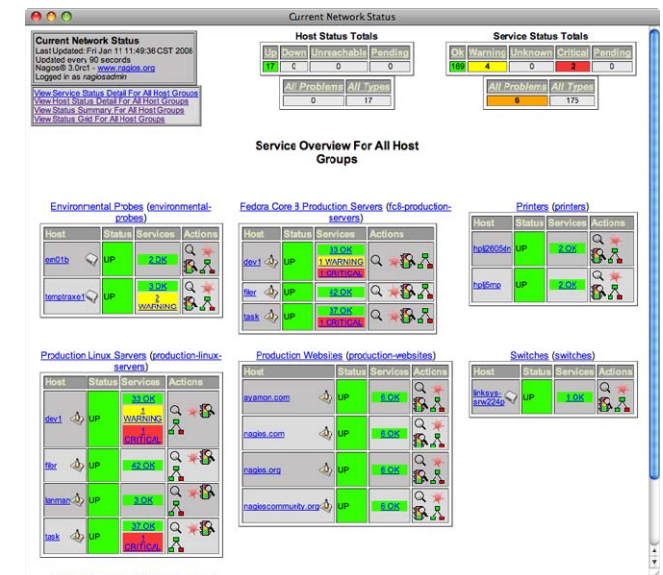 Current Network Status
Current Network Status
Last Updated: Fri Jan 11 11:49:36 CST 2008
Updated every 90 seconds
Nagios® 3.0rc1 - www.nagios.org
Logged in as nagiosadmin
View Service Status Detail For All Host Groups
View Host Status Detail For All Host Groups
View Status Summary For All Host Groups
View Status Grid For All Host Groups
Host Status Totals
Up Down Unreachable Pending
17 0 0 0
All Problems All Types
0 17
Service Status Totals
Ok Warning Unknown Critical Pending
169 4 0 2 0
All Problems All Types
6 175
Service Overview For All Host
Groups
Environmental Probes (environmental-
probes)
Host Status Services Actions
em01b UP 2 OK
temptraxe1 UP 3 OK
2
WARNING
Fedora Core 8 Production Servers (fc8-production-
servers)
Host Status Services Actions
dev1 UP 33 OK
1 WARNING
1 CRITICAL
filer UP 42 OK
task UP 37 OK
1 CRITICAL
Printers (printers)
Host Status Services Actions
hplj2605dn UP 2 OK
hplj5mp UP 2 OK
Production Linux Servers (production-linux-
servers)
Host Status Services Actions
dev1 UP 33 OK
1
WARNING
1
CRITICAL
filer UP 42 OK
lanman UP 3 OK
task UP 37 OK
1
CRITICAL
Production Websites (production-websites)
Host Status Services Actions
ayamon.com UP 6 OK
nagios.com UP 6 OK
nagios.org UP 6 OK
nagioscommunity.org UP 6 OK
Switches (switches)
Host Status Services Actions
linksys-
srw224p UP 1 OK